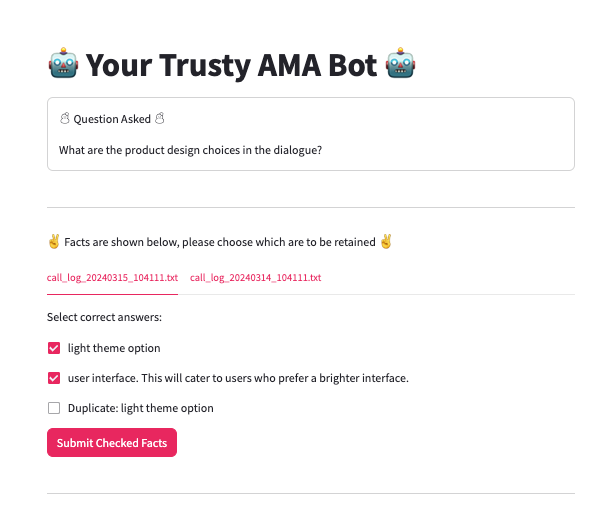 🤖 Your Trusty AMA Bot 🤖
☃ Question Asked ☃
What are the product design choices in the dialogue?
✌ Facts are shown below, please choose which are to be retained ✌
call_log_20240315_104111.txt call_log_20240314_104111.txt
Select correct answers:
light theme option
user interface. This will cater to users who prefer a brighter interface.
Duplicate: light theme option
Submit Checked Facts